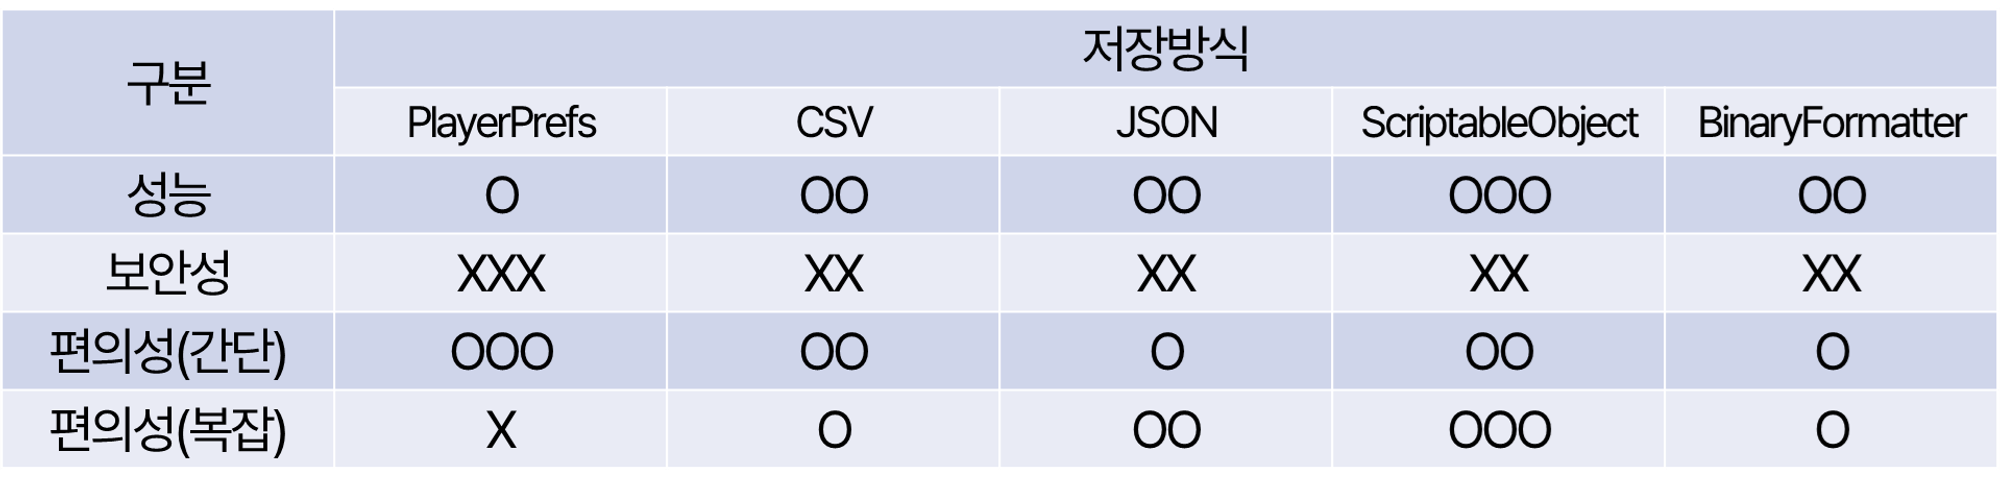 구분 저장방식
PlayerPrefs CSV JSON ScriptableObject BinaryFormatter
성능 O OO OO OOO OO
보안성 XXX XX XX XX XX
편의성(간단) OOO OO O OO O
편의성(복잡) X O OO OOO O